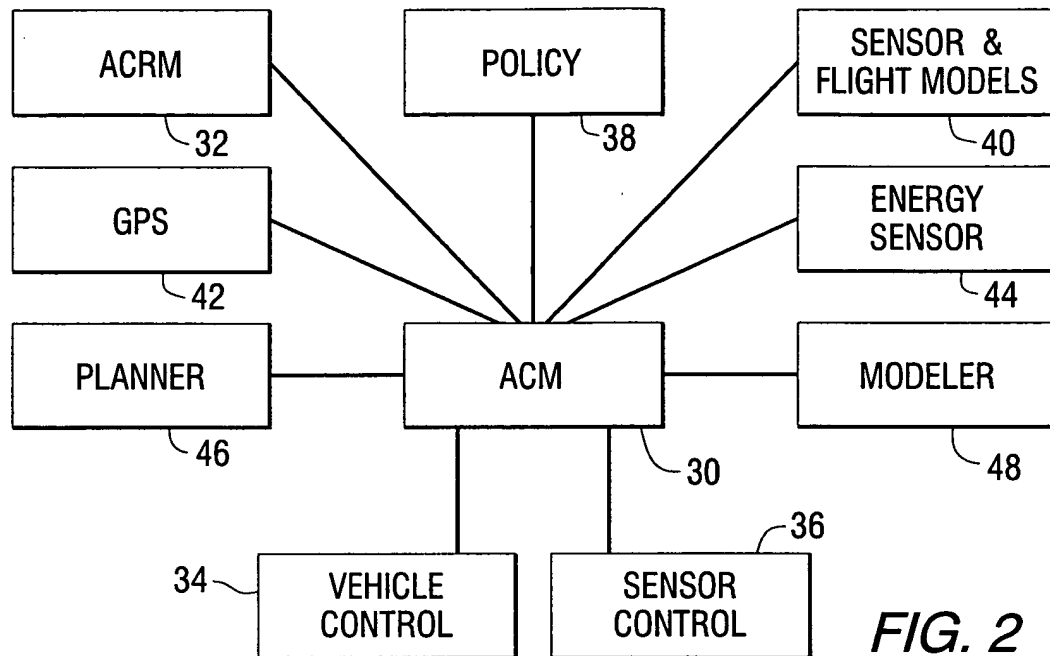 ACRM
32
POLICY
38
SENSOR &
FLIGHT MODELS
40
GPS
42
ENERGY
SENSOR
44
PLANNER
46
ACM
30
MODELER
48
34
VEHICLE
CONTROL
36
SENSOR
CONTROL
FIG. 2